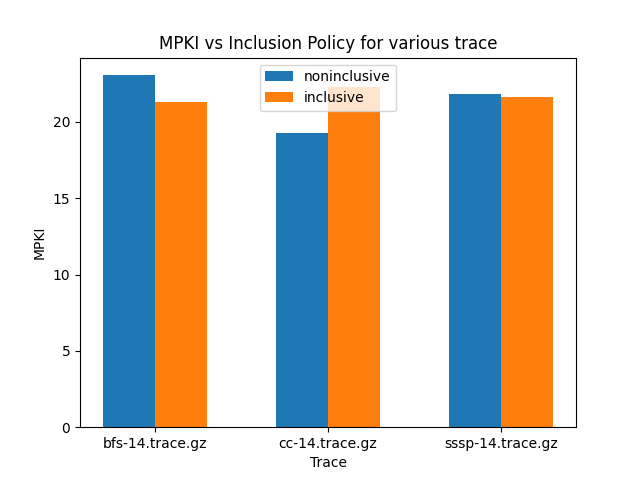 MPKI vs Inclusion Policy for various trace
noninclusive
inclusive
20
15
10
5
0
MPKI
bfs-14.trace.gz
cc-14.trace.gz
sssp-14.trace.gz
Trace